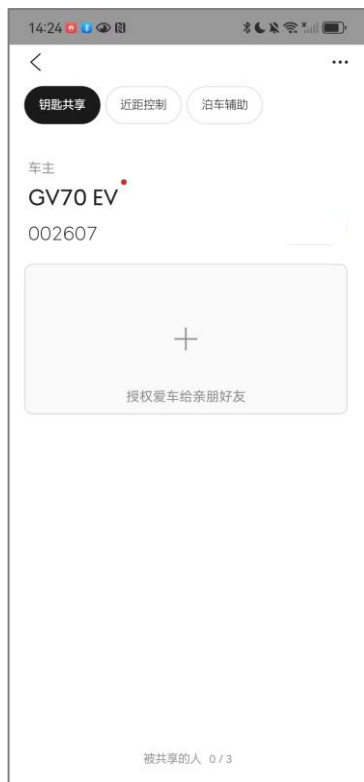 14:24
钥匙共享 近距控制 泊车辅助
车主
GV70 EV
002607
授权爱车给亲朋好友
被共享的人 0 / 3